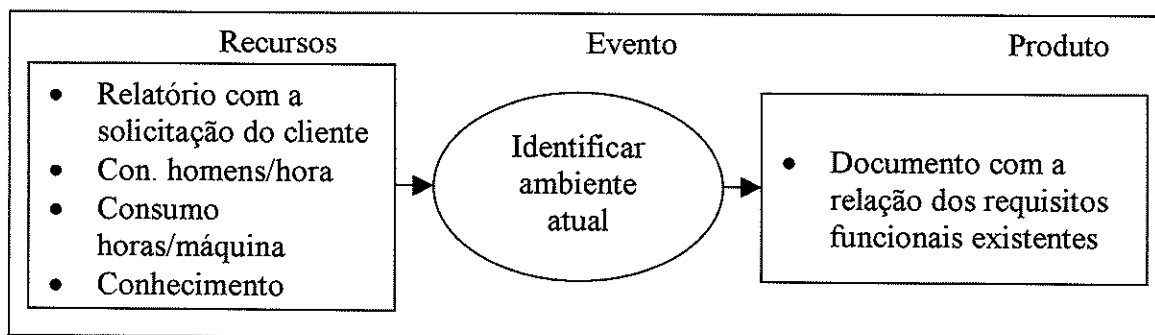 Recursos
Evento
Produto
• Relatório com a
solicitação do cliente
• Con. homens/hora
• Consumo
horas/máquina
• Conhecimento
Identificar
ambiente
atual
• Documento com a
relação dos requisitos
funcionais existentes